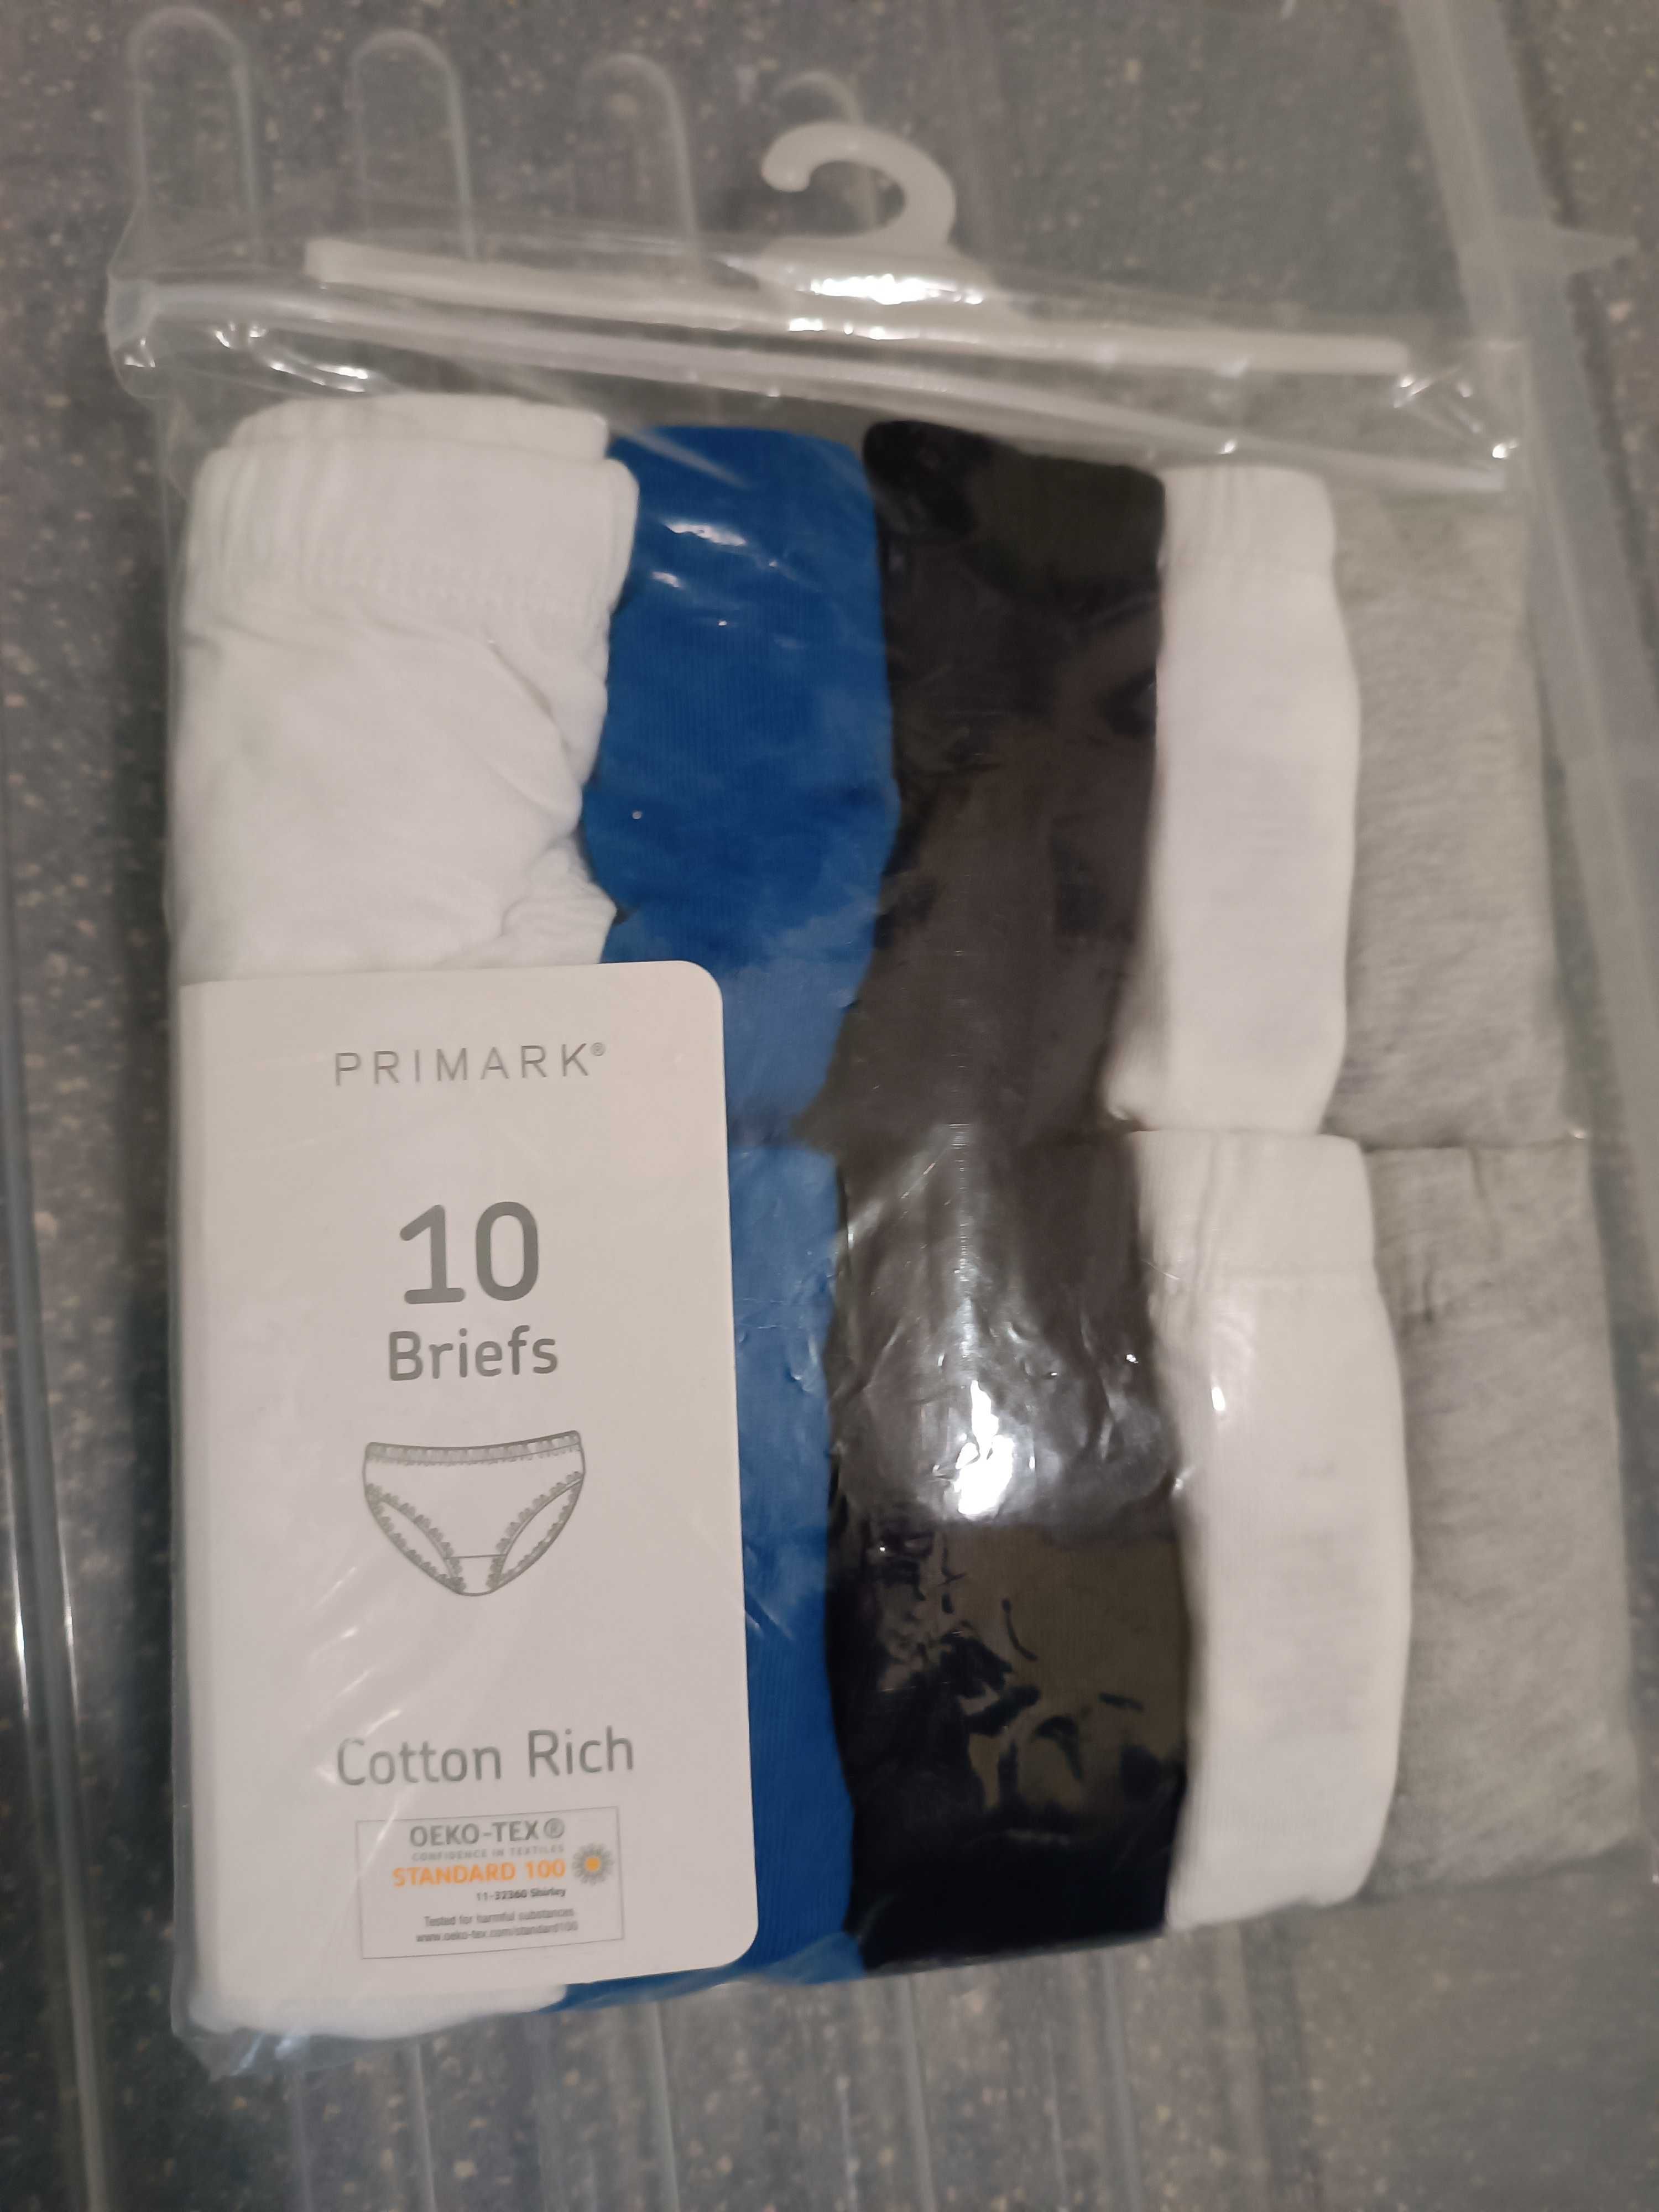 PRIMARK®
10
Briefs
Cotton Rich
OEKO-TEX®
CONFIDENCE IN TEXTILES
STANDARD 100
11-32360 Shirley
Tested for harmful substances
www.oeko-tex.com/standard100